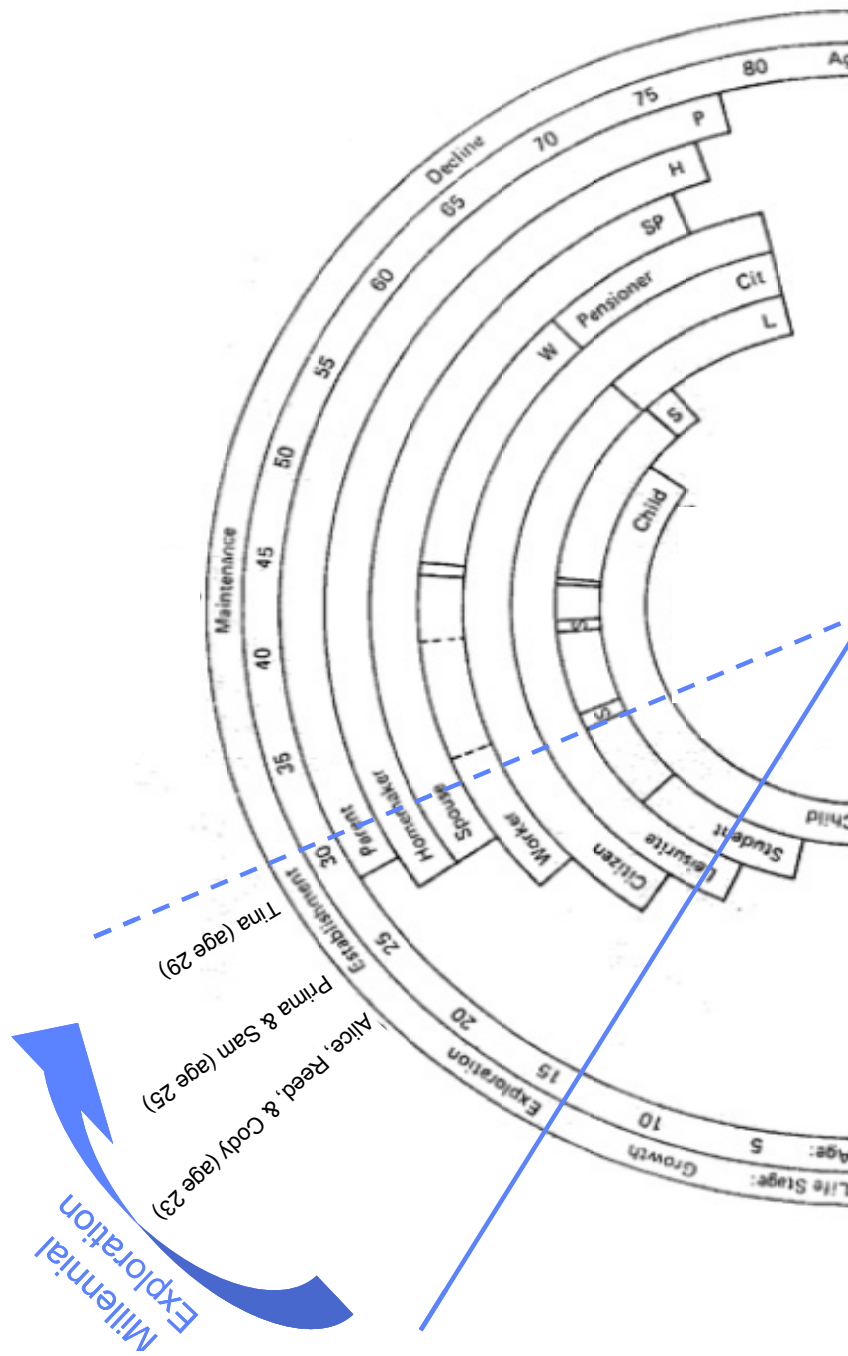 Life Stage:
Growth
Exploration
Establishment
Maintenance
Decline
Age:
5
10
15
20
25
30
35
40
45
50
55
60
65
70
75
80
P
H
SP
Pensioner
Cit
L
W
S
Child
S
S
Parent
Homemaker
Spouse
Worker
Citizen
Leisurite
Student
Child
Tina (age 29)
Prima & Sam (age 25)
Alice, Reed, & Cody (age 23)
Millennial
Exploration